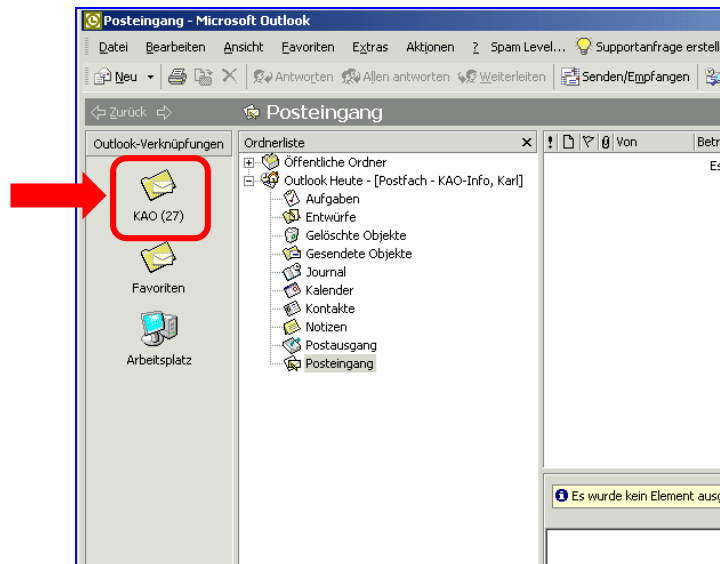 Posteingang - Microsoft Outlook
Datei Bearbeiten Ansicht Favoriten Extras Aktionen ? Spam Level... Supportanfrage erstell
Neu Antworten Allen antworten Weiterleiten Senden/Empfangen
Zurück Posteingang
Outlook-Verknüpfungen
KAO (27)
Favoriten
Arbeitsplatz
Ordnerliste
Öffentliche Ordner
Outlook Heute - [Postfach - KAO-Info, Karl]
Aufgaben
Entwürfe
Gelöschte Objekte
Gesendete Objekte
Journal
Kalender
Kontakte
Notizen
Postausgang
Posteingang
! Von Betr
Es
Es wurde kein Element ausg